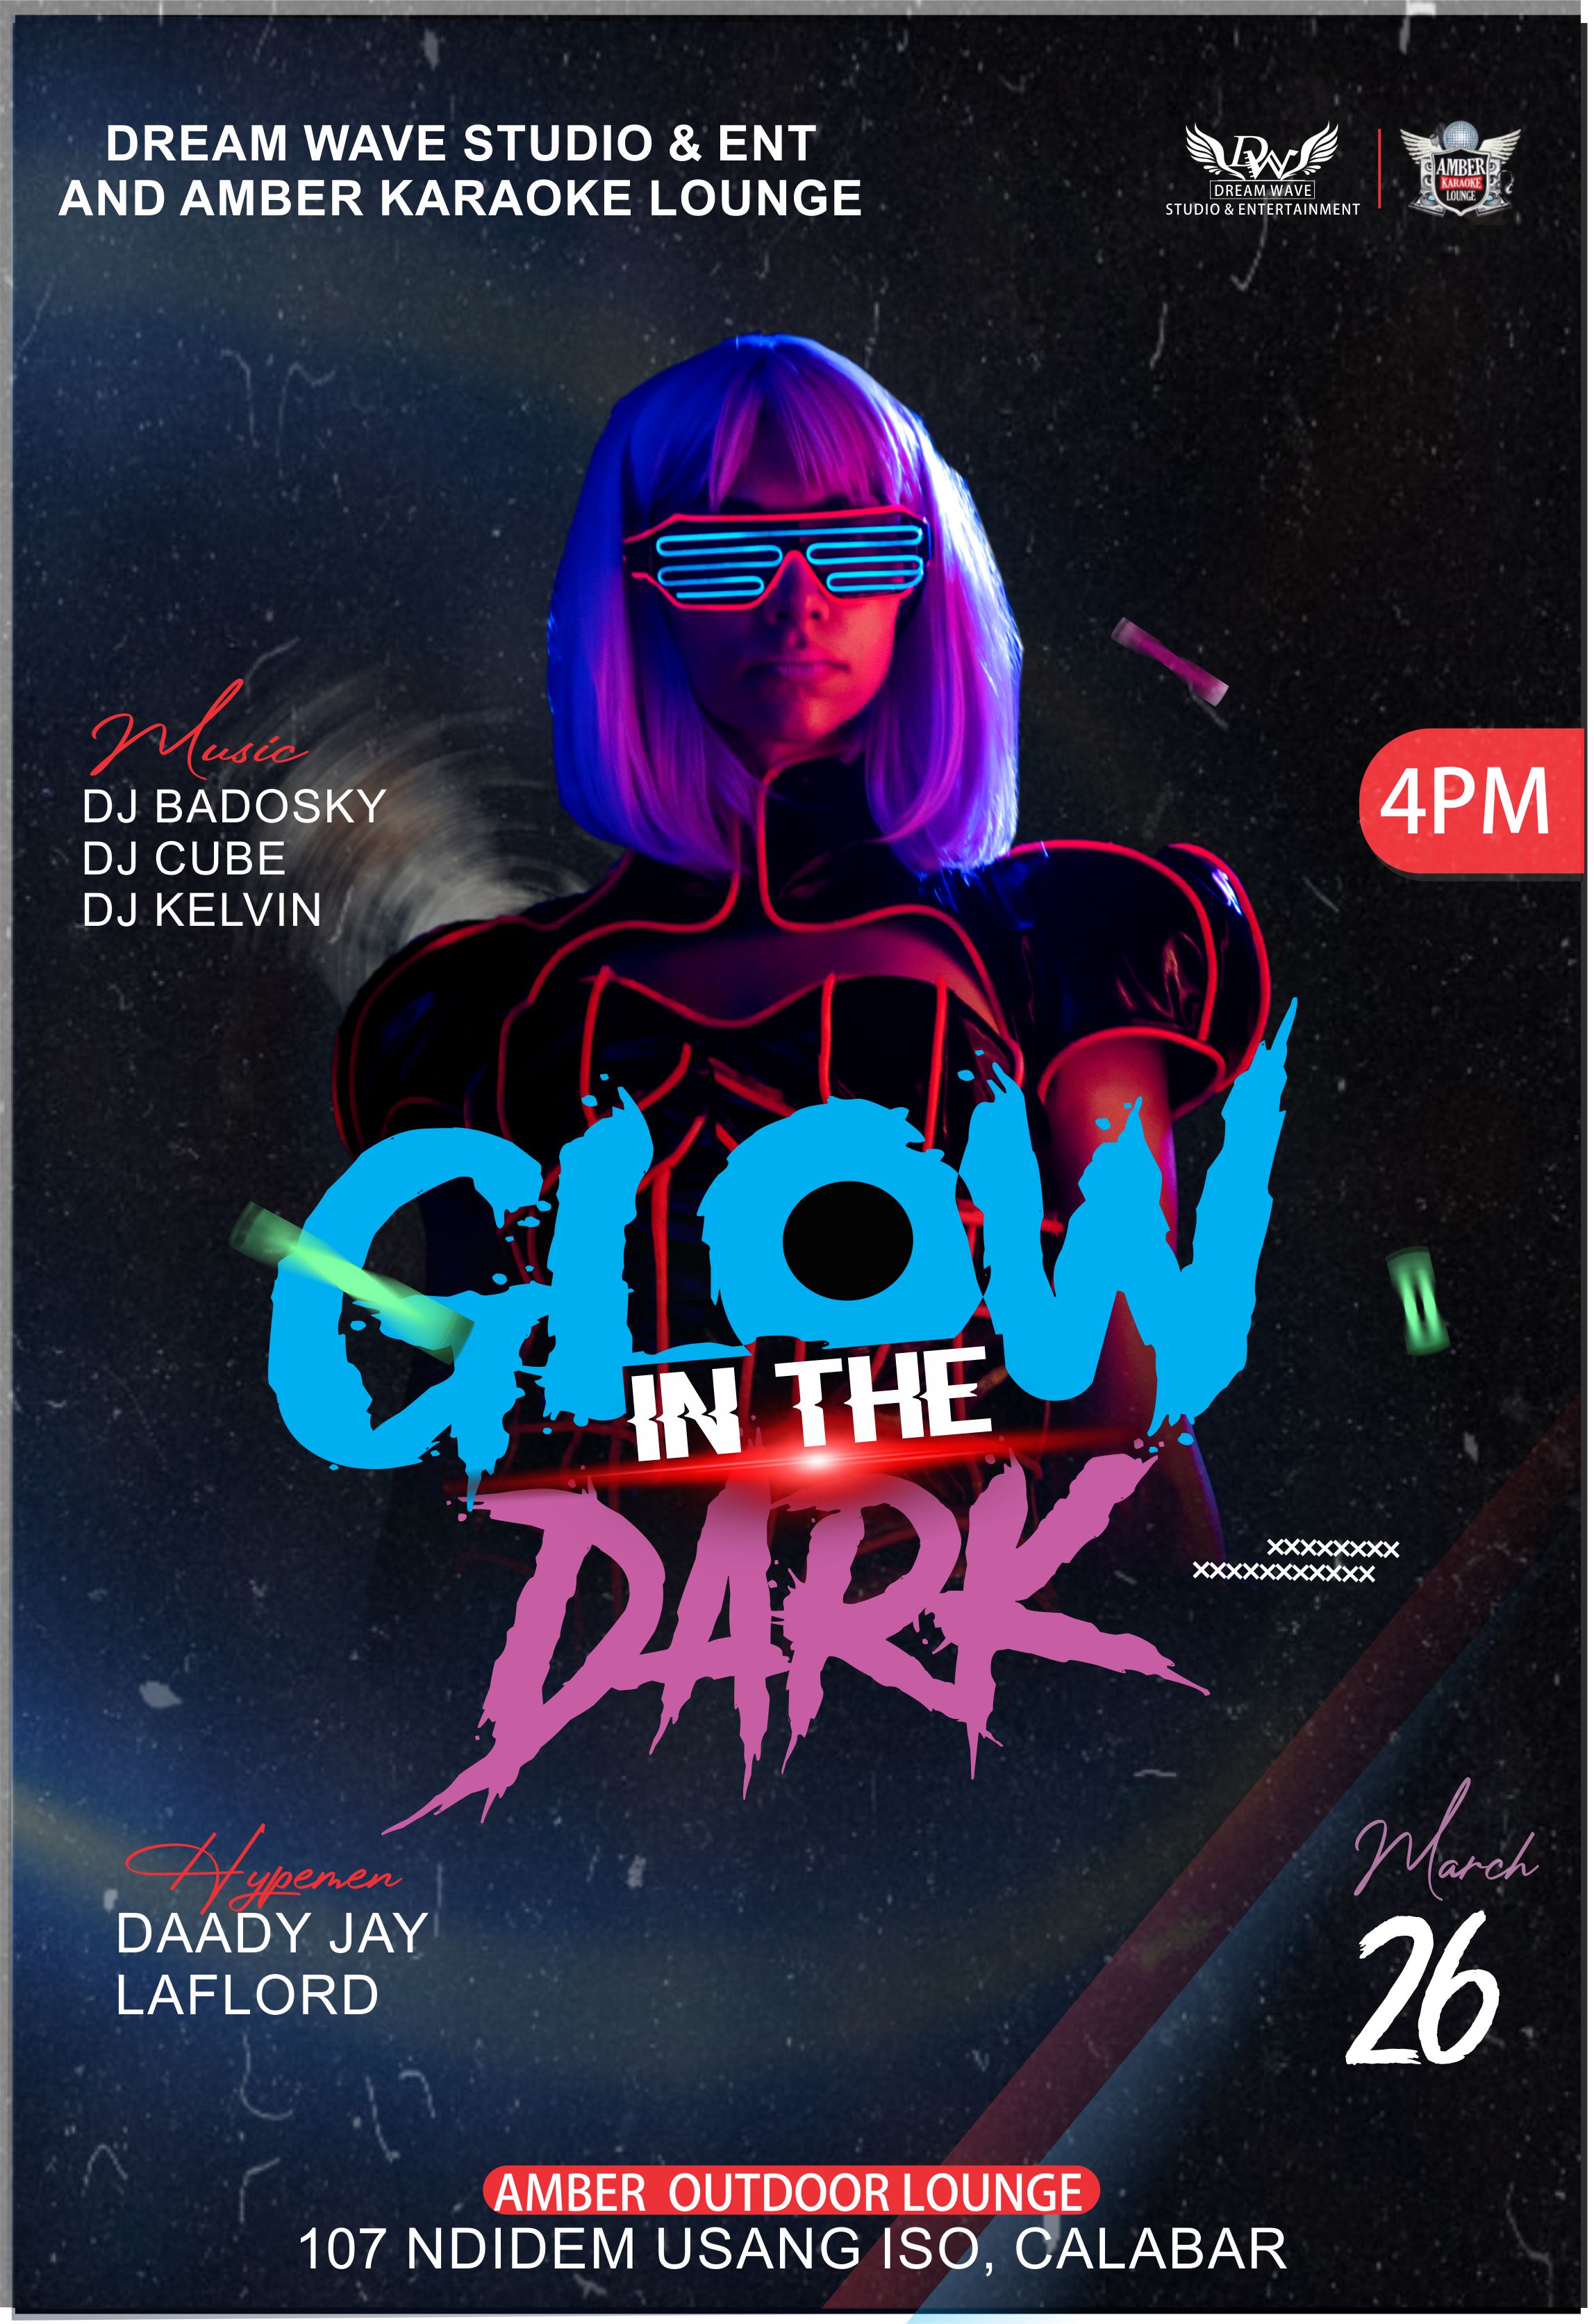 DREAM WAVE STUDIO & ENT
AND AMBER KARAOKE LOUNGE
DW
DREAM WAVE
STUDIO & ENTERTAINMENT
AMBER
KARAOKE
LOUNGE
Music
DJ BADOSKY
DJ CUBE
DJ KELVIN
4PM
GLOW
IN THE
DARK
XXXXXXXX
XXXXXXXXXXX
Hypemen
DAADY JAY
LAFLORD
March
26
AMBER OUTDOOR LOUNGE
107 NDIDEM USANG ISO, CALABAR